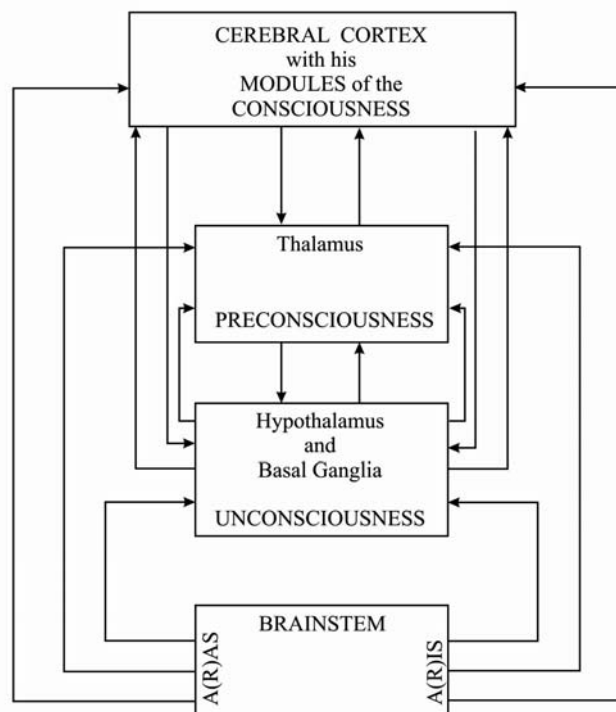 CEREBRAL CORTEX
with his
MODULES of the
CONSCIOUSNESS
Thalamus
PRECONSCIOUSNESS
Hypothalamus
and
Basal Ganglia
UNCONSCIOUSNESS
BRAINSTEM
A(R)AS
A(R)IS